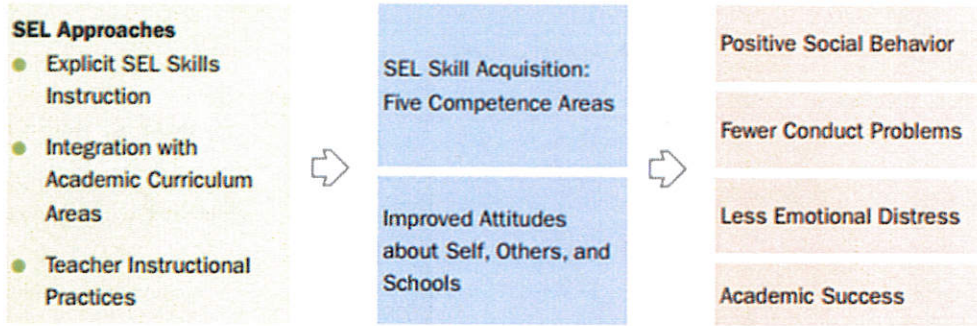 SEL Approaches
Explicit SEL Skills
Instruction
Integration with
Academic Curriculum
Areas
Teacher Instructional
Practices
SEL Skill Acquisition:
Five Competence Areas
Improved Attitudes
about Self, Others, and
Schools
Positive Social Behavior
Fewer Conduct Problems
Less Emotional Distress
Academic Success